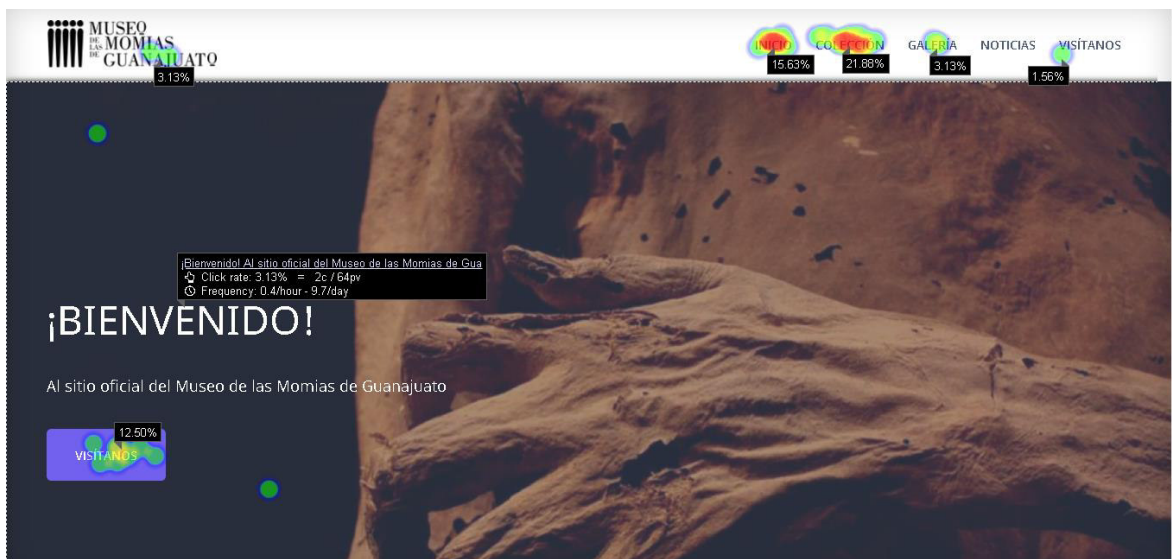 MUSEO
DE LAS MOMIAS
DE GUANAJUATO
3.13%
INICIO
COLECCIÓN
GALERÍA
NOTICIAS
VISÍTANOS
15.63%
21.88%
3.13%
1.56%
¡Bienvenido! Al sitio oficial del Museo de las Momias de Gua
Click rate: 3.13% = 2c / 64pv
Frequency: 0.4/hour - 9.7/day
¡BIENVENIDO!
Al sitio oficial del Museo de las Momias de Guanajuato
12.50%
VISÍTANOS